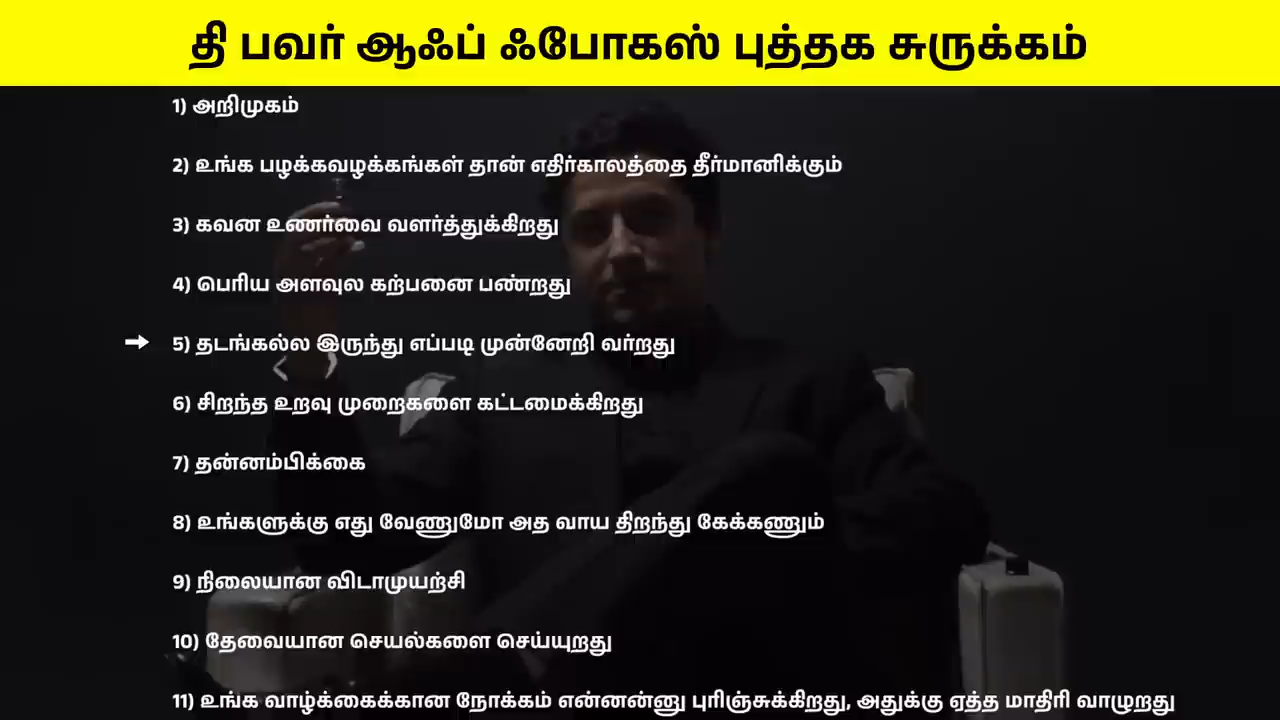 தி பவர் ஆஃப் ஃபோகஸ் புத்தக சுருக்கம்
1) அறிமுகம்
2) உங்க பழக்கவழக்கங்கள் தான் எதிர்காலத்தை தீர்மானிக்கும்
3) கவன உணர்வை வளர்த்துக்கிறது
4) பெரிய அளவுல கற்பனை பண்றது
5) தடங்கல்ல இருந்து எப்படி முன்னேறி வர்றது
6) சிறந்த உறவு முறைகளை கட்டமைக்கிறது
7) தன்னம்பிக்கை
8) உங்களுக்கு எது வேணுமோ அத வாய திறந்து கேக்கணும்
9) நிலையான விடாமுயற்சி
10) தேவையான செயல்களை செய்யுறது
11) உங்க வாழ்க்கைக்கான நோக்கம் என்னன்னு புரிஞ்சுக்கிறது, அதுக்கு ஏத்த மாதிரி வாழுறது